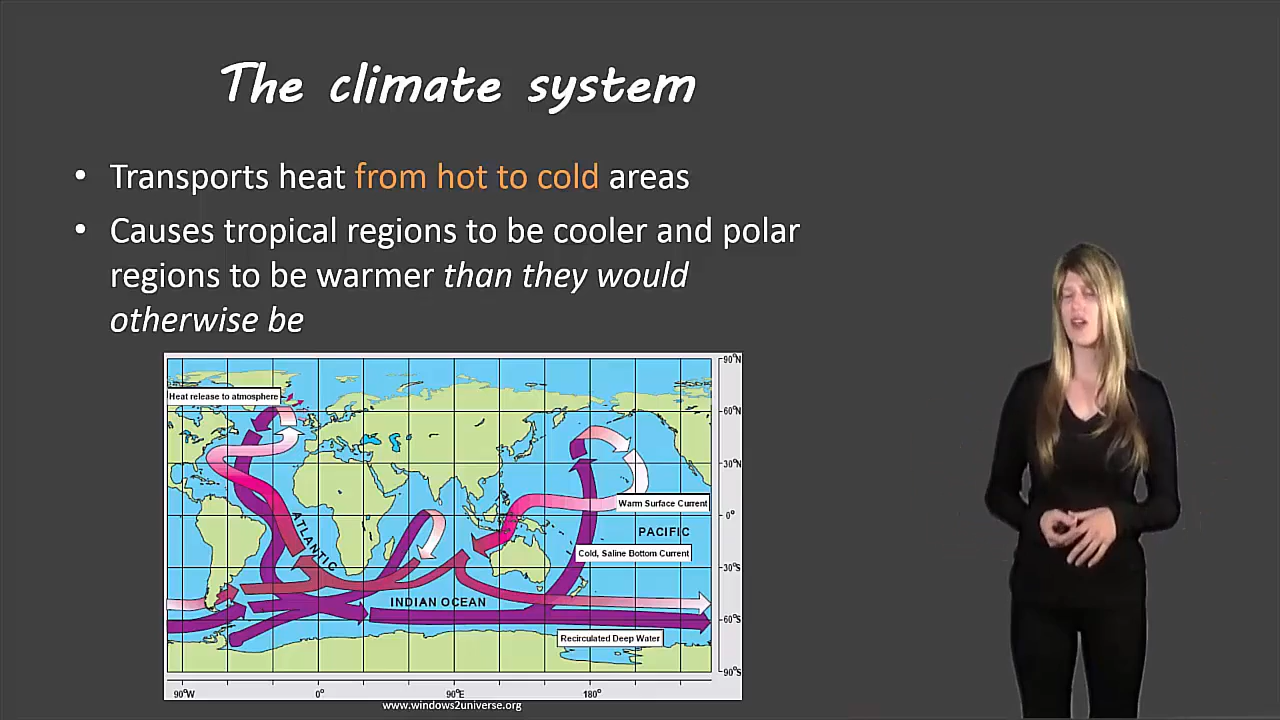 The climate system
• Transports heat from hot to cold areas
• Causes tropical regions to be cooler and polar
regions to be warmer than they would
otherwise be
90°N
Heat release to atmosphere
60°N
30°N
Warm Surface Current
0°
ATLANTIC
PACIFIC
Cold, Saline Bottom Current
30°S
INDIAN OCEAN
60°S
Recirculated Deep Water
90°S
90°W 0° 90°E 180°
www.windows2universe.org